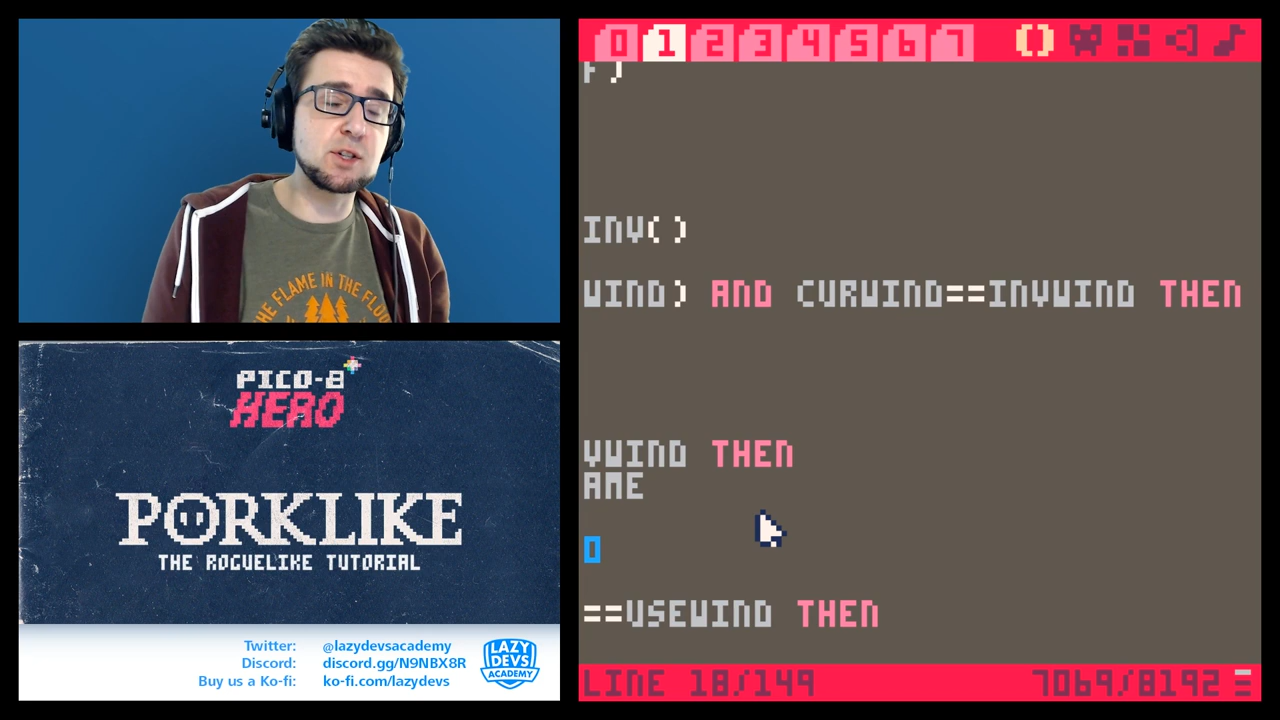 THE FLAME IN THE FLOOD
PICO-8
HERO
PORKLIKE
THE ROGUELIKE TUTORIAL
Twitter: @lazydevsacademy
Discord: discord.gg/N9NBX8R
Buy us a Ko-fi: ko-fi.com/lazydevs
LAZY
DEVS
ACADEMY
0 1 2 3 4 5 6 7 ()
INV()
WIND) AND CURWIND==INVWIND THEN
VWIND THEN
AME
0
==USEWIND THEN
LINE 18/149 7069/8192